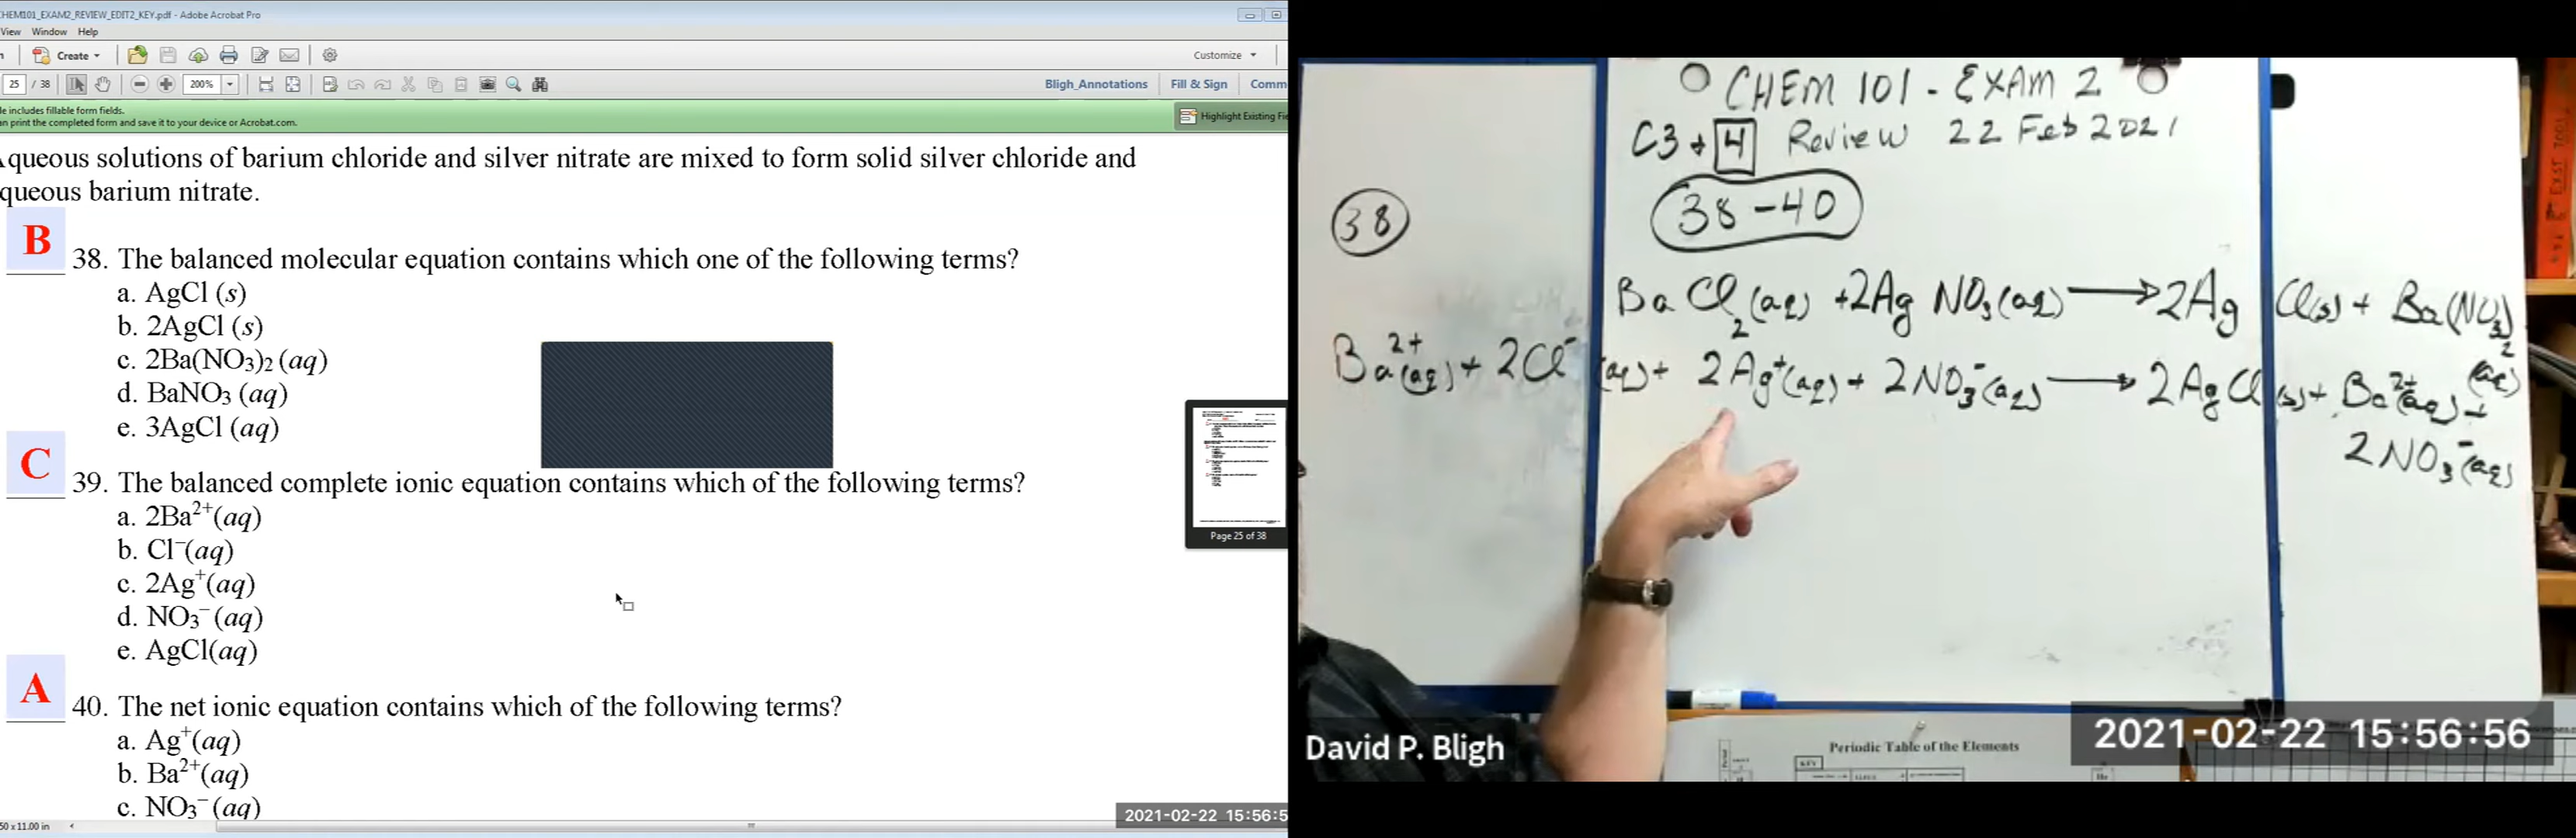 CHEM101_EXAM2_REVIEW_EDIT2_KEY.pdf - Adobe Acrobat Pro
View Window Help
Create Customize
25 / 38 200% Bligh_Annotations Fill & Sign Comm
e includes fillable form fields.
an print the completed form and save it to your device or Acrobat.com.
Highlight Existing Fie
queous solutions of barium chloride and silver nitrate are mixed to form solid silver chloride and
queous barium nitrate.
B 38. The balanced molecular equation contains which one of the following terms?
a. AgCl (s)
b. 2AgCl (s)
c. 2Ba(NO₃)₂ (aq)
d. BaNO₃ (aq)
e. 3AgCl (aq)
C 39. The balanced complete ionic equation contains which of the following terms?
a. 2Ba²⁺(aq)
b. Cl⁻(aq)
c. 2Ag⁺(aq)
d. NO₃⁻ (aq)
e. AgCl(aq)
A 40. The net ionic equation contains which of the following terms?
a. Ag⁺(aq)
b. Ba²⁺(aq)
c. NO₃⁻ (aq)
Page 25 of 38
50 x 11.00 in
2021-02-22 15:56:5
CHEM 101 - EXAM 2
C3 + 4 Review 22 Feb 2021
38-40
38
BaCl₂(aq) + 2AgNO₃(aq) → 2AgCl(s) + Ba(NO₃)₂(aq)
Ba²⁺(aq) + 2Cl⁻(aq) + 2Ag⁺(aq) + 2NO₃⁻(aq) → 2AgCl(s) + Ba²⁺(aq) +
2NO₃⁻(aq)
David P. Bligh
Periodic Table of the Elements
KEY
2021-02-22 15:56:56